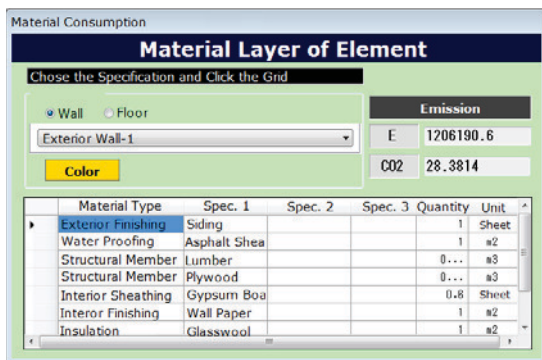 Material Consumption
Material Layer of Element
Chose the Specification and Click the Grid
Wall Floor
Emission
Exterior Wall-1
E 1206190.6
Color
CO2 28.3814
Material Type Spec. 1 Spec. 2 Spec. 3 Quantity Unit
Exterior Finishing Siding 1 Sheet
Water Proofing Asphalt Shea 1 m2
Structural Member Lumber 0... m3
Structural Member Plywood 0... m3
Interior Sheathing Gypsum Boa 0.6 Sheet
Interor Finishing Wall Paper 1 m2
Insulation Glasswool 1 m2